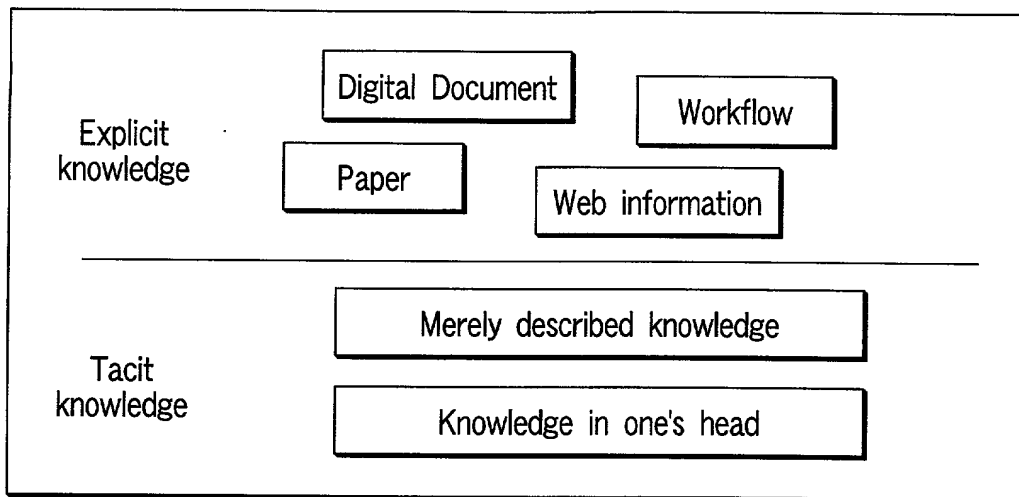 Digital Document
Workflow
Explicit
knowledge
Paper
Web information
Merely described knowledge
Tacit
knowledge
Knowledge in one's head